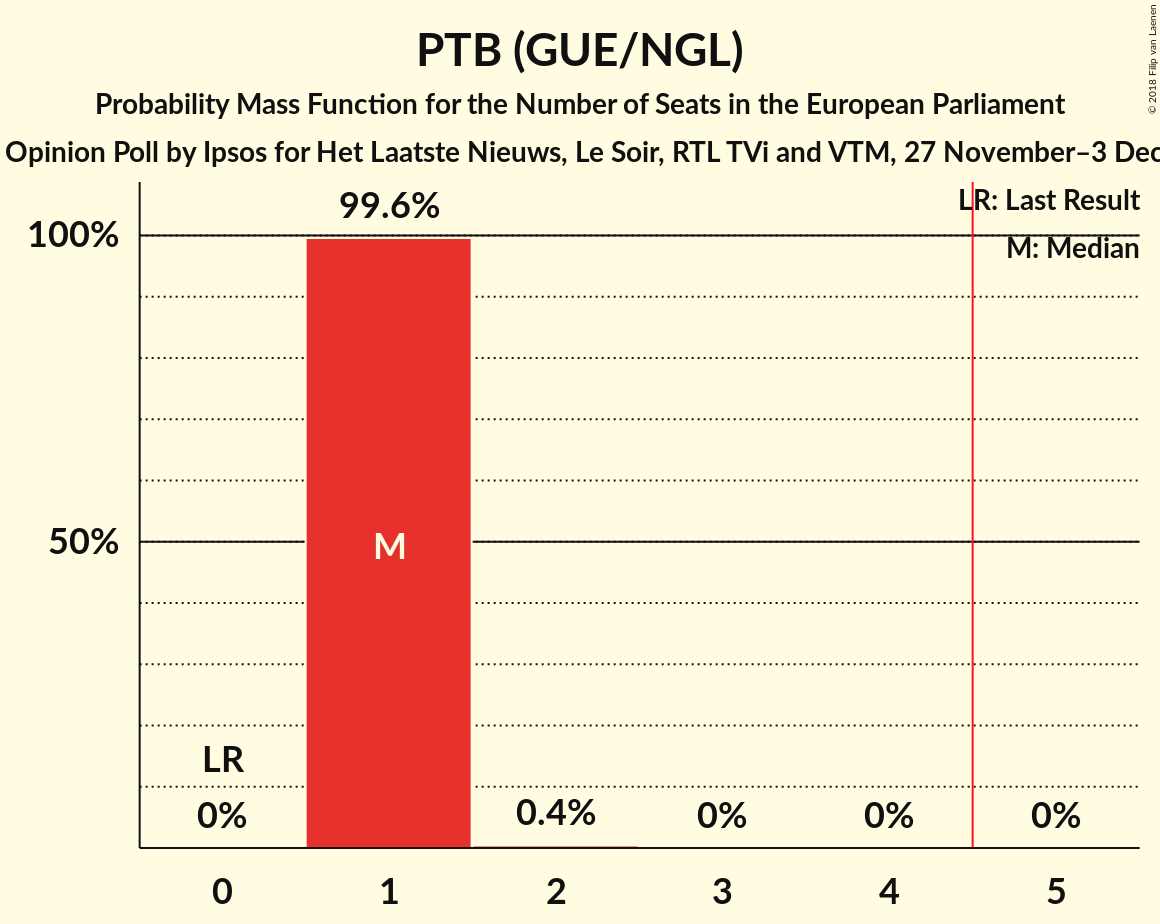 PTB (GUE/NGL)
Probability Mass Function for the Number of Seats in the European Parliament
Opinion Poll by Ipsos for Het Laatste Nieuws, Le Soir, RTL TVi and VTM, 27 November–3 Dec
© 2018 Filip van Laenen
LR: Last Result
M: Median
99.6%
100%
50%
M
LR
0%
0.4%
0%
0%
0%
0 1 2 3 4 5